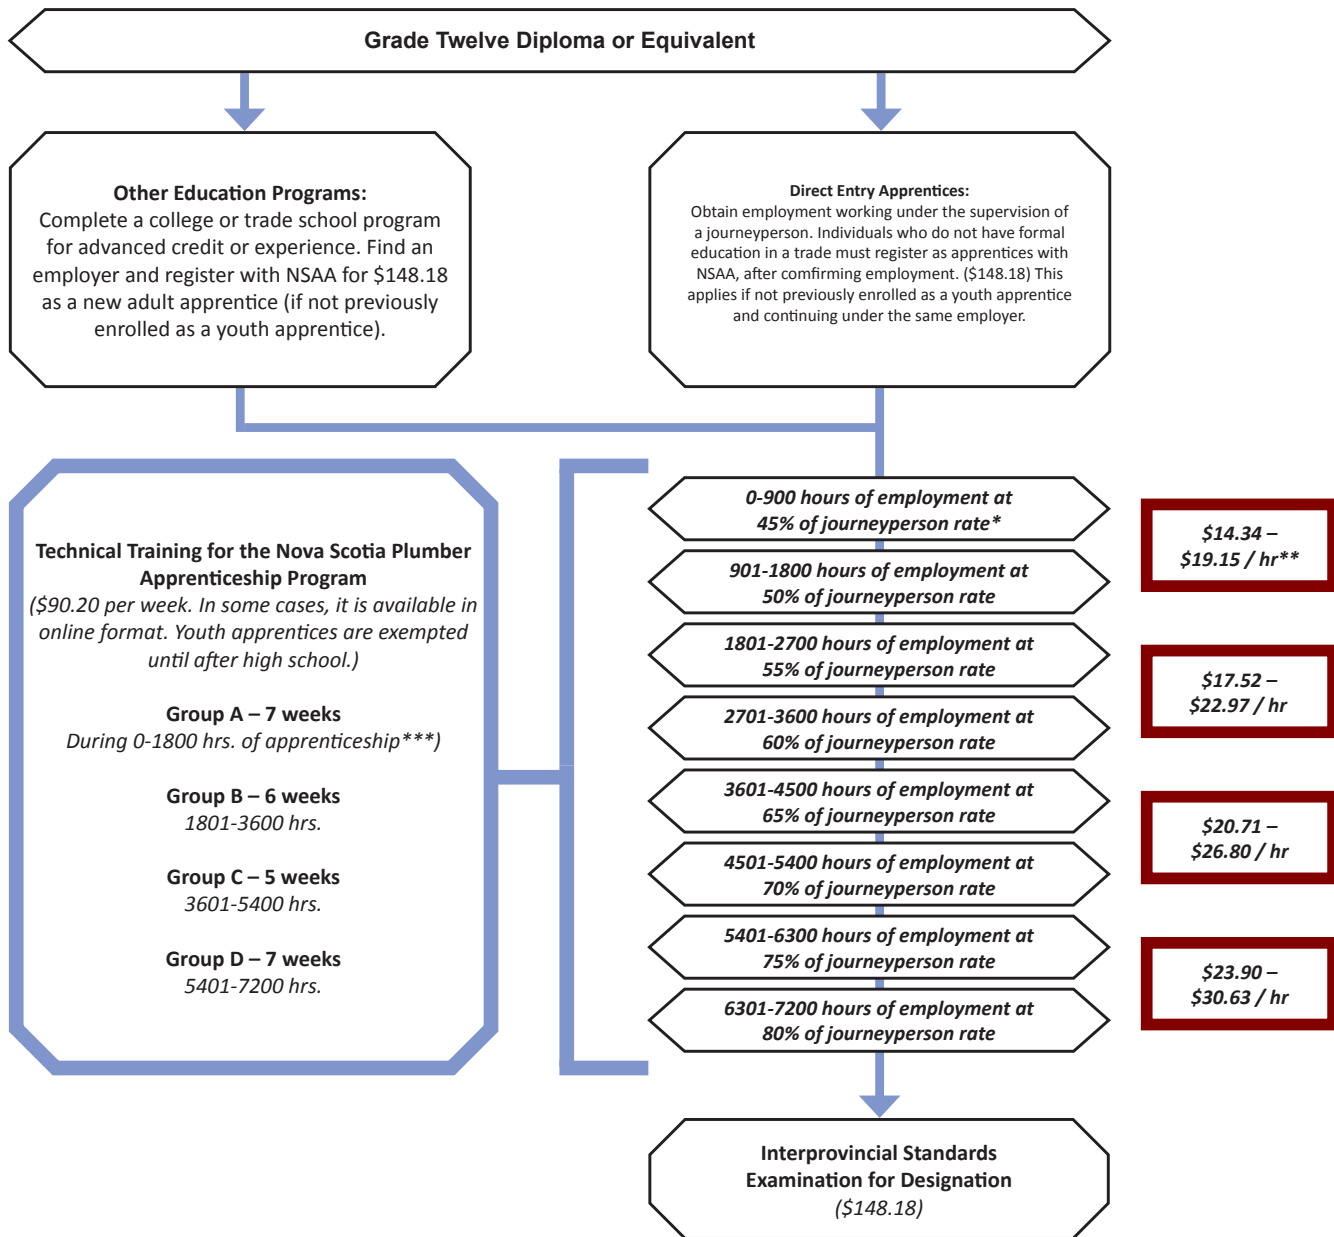 Grade Twelve Diploma or Equivalent
Other Education Programs:
Complete a college or trade school program
for advanced credit or experience. Find an
employer and register with NSAA for $148.18
as a new adult apprentice (if not previously
enrolled as a youth apprentice).
Direct Entry Apprentices:
Obtain employment working under the supervision of
a journeyperson. Individuals who do not have formal
education in a trade must register as apprentices with
NSAA, after comfirming employment. ($148.18) This
applies if not previously enrolled as a youth apprentice
and continuing under the same employer.
Technical Training for the Nova Scotia Plumber
Apprenticeship Program
($90.20 per week. In some cases, it is available in
online format. Youth apprentices are exempted
until after high school.)
Group A – 7 weeks
During 0-1800 hrs. of apprenticeship***)
Group B – 6 weeks
1801-3600 hrs.
Group C – 5 weeks
3601-5400 hrs.
Group D – 7 weeks
5401-7200 hrs.
0-900 hours of employment at
45% of journeyperson rate*
901-1800 hours of employment at
50% of journeyperson rate
$14.34 –
$19.15 / hr**
1801-2700 hours of employment at
55% of journeyperson rate
2701-3600 hours of employment at
60% of journeyperson rate
$17.52 –
$22.97 / hr
3601-4500 hours of employment at
65% of journeyperson rate
4501-5400 hours of employment at
70% of journeyperson rate
$20.71 –
$26.80 / hr
5401-6300 hours of employment at
75% of journeyperson rate
6301-7200 hours of employment at
80% of journeyperson rate
$23.90 –
$30.63 / hr
Interprovincial Standards
Examination for Designation
($148.18)